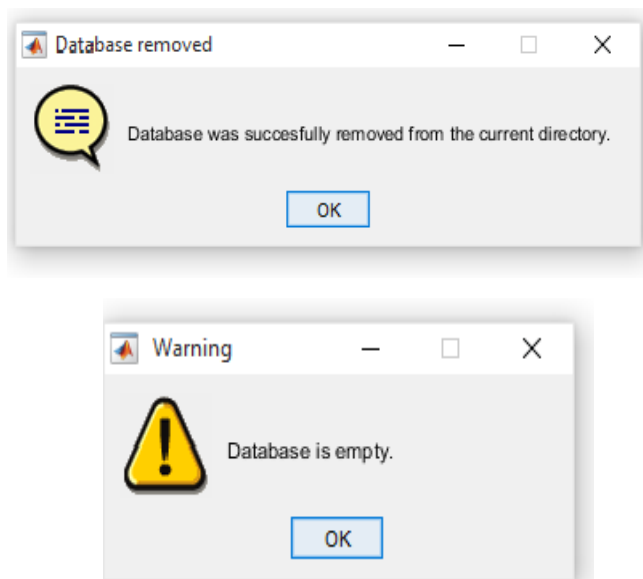 Database removed
Database was succesfully removed from the current directory.
OK
Warning
Database is empty.
OK